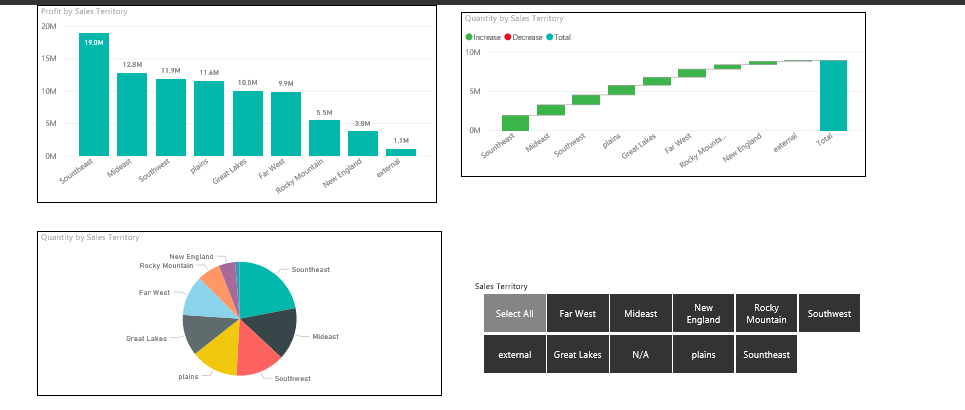 Profit by Sales Territory
20M
15M
10M
5M
0M
19.0M
12.8M
11.9M
11.6M
10.0M
9.9M
5.5M
3.8M
1.1M
Sountheast
Mideast
Southwest
plains
Great Lakes
Far West
Rocky Mountain
New England
external
Quantity by Sales Territory
Increase Decrease Total
10M
5M
0M
Sountheast
Mideast
Southwest
plains
Great Lakes
Far West
Rocky Mounta...
New England
external
Total
Quantity by Sales Territory
New England
Rocky Mountain
Far West
Great Lakes
plains
Sountheast
Mideast
Southwest
Sales Territory
Select All
Far West
Mideast
New
England
Rocky
Mountain
Southwest
external
Great Lakes
N/A
plains
Sountheast